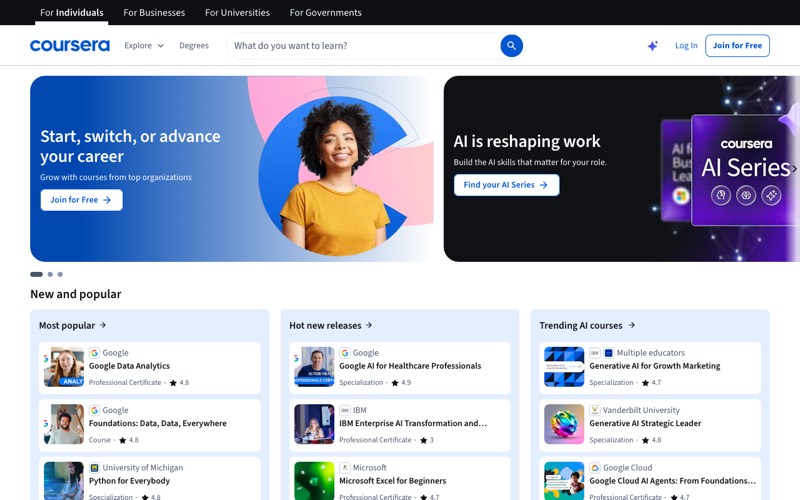 For Individuals For Businesses For Universities For Governments
coursera Explore Degrees What do you want to learn? Log In Join for Free
Start, switch, or advance
your career
Grow with courses from top organizations
Join for Free →
AI is reshaping work
Build the AI skills that matter for your role.
Find your AI Series →
coursera
AI Series
New and popular
Most popular →
Google
Google Data Analytics
Professional Certificate · ★ 4.8
Google
Foundations: Data, Data, Everywhere
Course · ★ 4.8
University of Michigan
Python for Everybody
Specialization · ★ 4.8
Hot new releases →
Google
Google AI for Healthcare Professionals
Specialization · ★ 4.9
IBM
IBM Enterprise AI Transformation and…
Professional Certificate · ★ 3
Microsoft
Microsoft Excel for Beginners
Professional Certificate · ★ 4.7
Trending AI courses →
Multiple educators
Generative AI for Growth Marketing
Specialization · ★ 4.7
Vanderbilt University
Generative AI Strategic Leader
Specialization · ★ 4.8
Google Cloud
Google Cloud AI Agents: From Foundations…
Professional Certificate · ★ 4.7